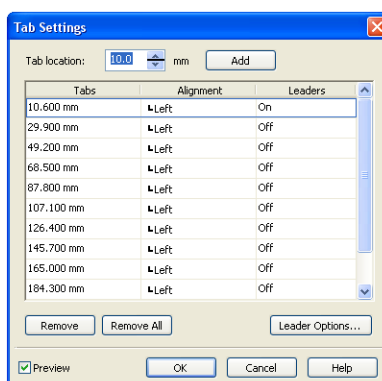 Tab Settings
Tab location: 10.0 mm Add
Tabs Alignment Leaders
10.600 mm Left On
29.900 mm Left Off
49.200 mm Left Off
68.500 mm Left Off
87.800 mm Left Off
107.100 mm Left Off
126.400 mm Left Off
145.700 mm Left Off
165.000 mm Left Off
184.300 mm Left Off
Remove Remove All Leader Options...
Preview OK Cancel Help